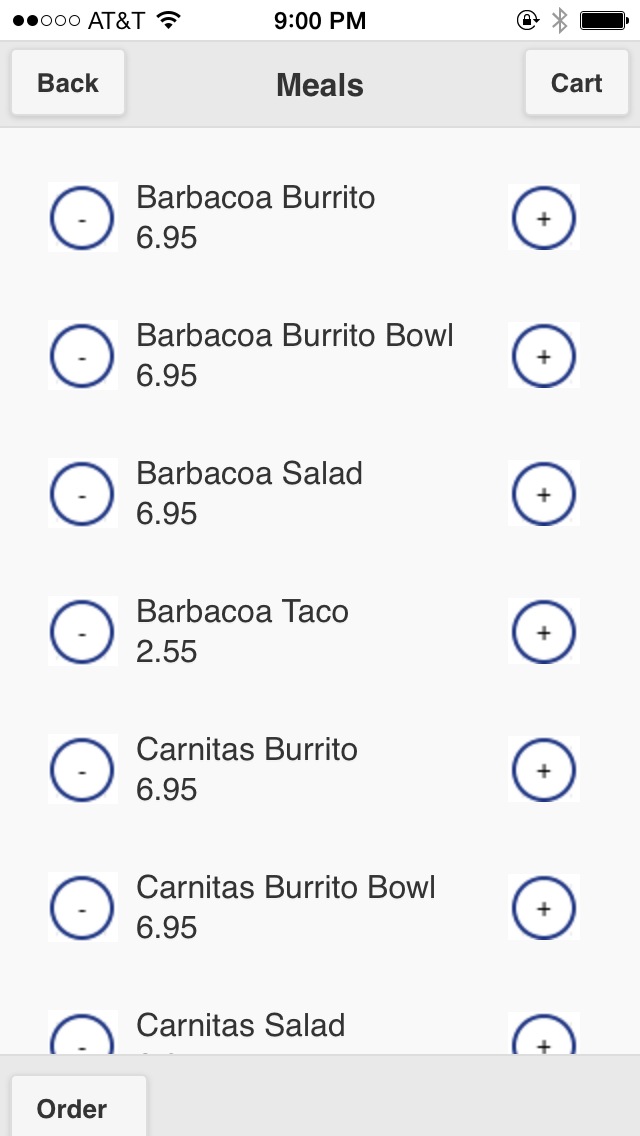 AT&T 9:00 PM
Back Meals Cart
Barbacoa Burrito
- 6.95 +
Barbacoa Burrito Bowl
- 6.95 +
Barbacoa Salad
- 6.95 +
Barbacoa Taco
- 2.55 +
Carnitas Burrito
- 6.95 +
Carnitas Burrito Bowl
- 6.95 +
Carnitas Salad
- +
Order